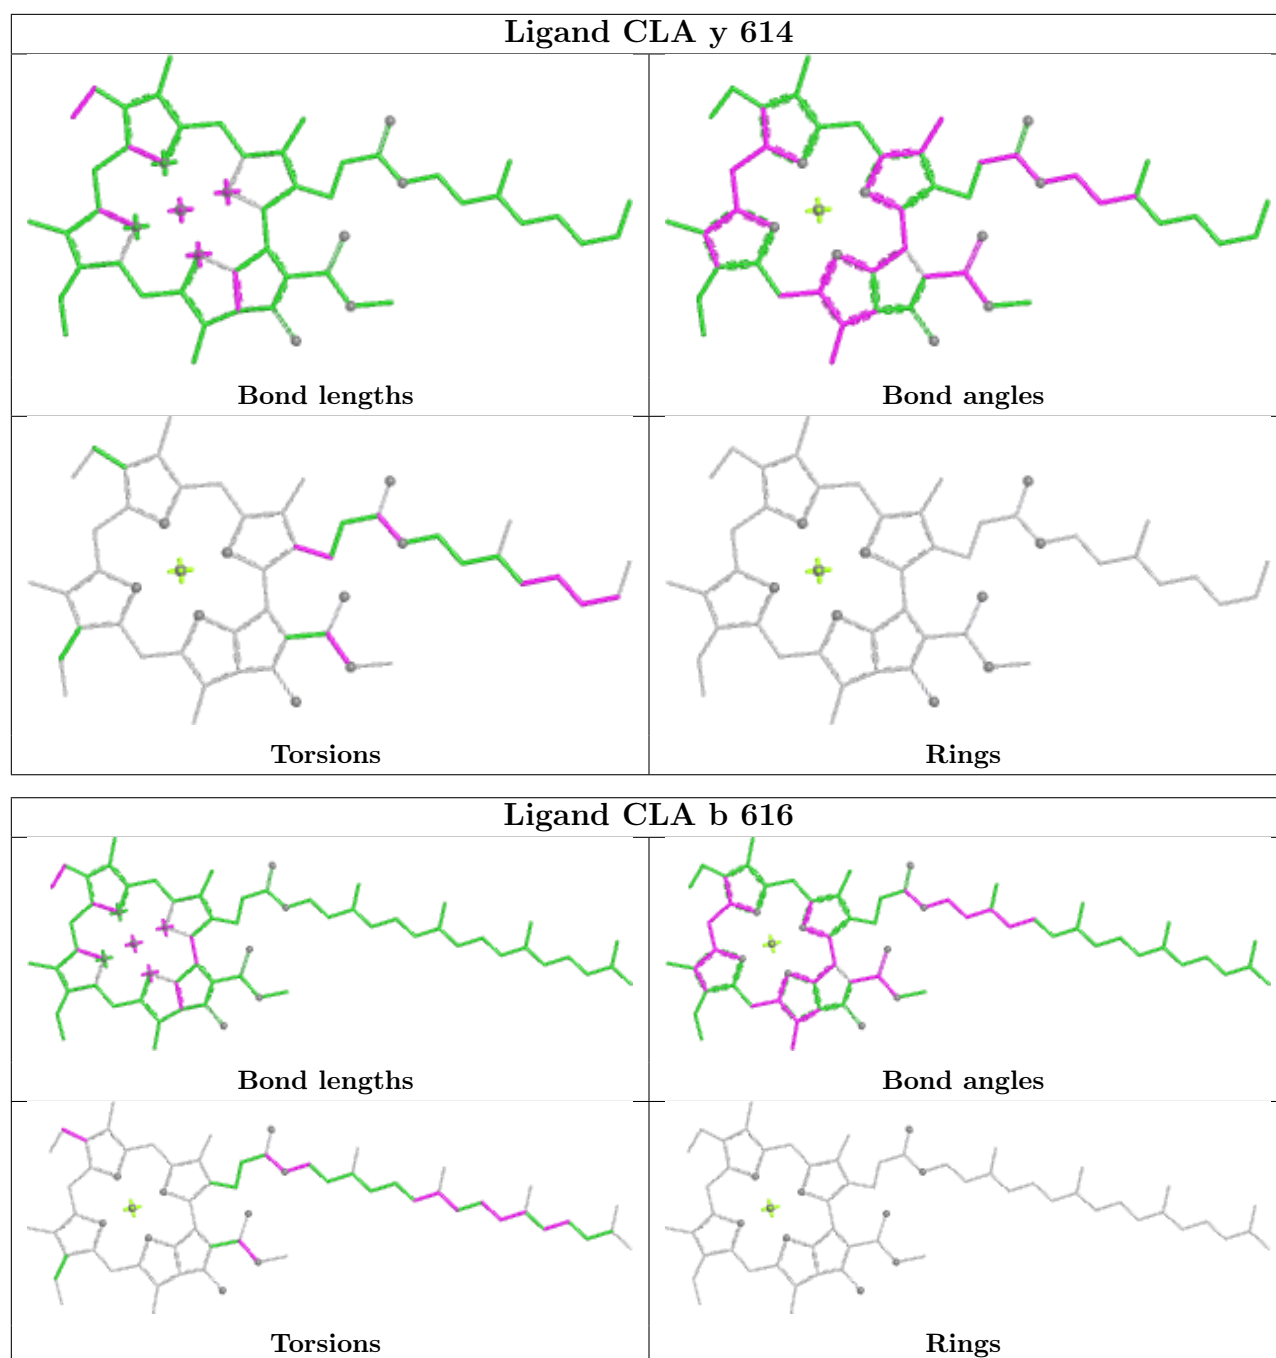 Ligand CLA y 614
Bond lengths
Bond angles
Torsions
Rings
Ligand CLA b 616
Bond lengths
Bond angles
Torsions
Rings